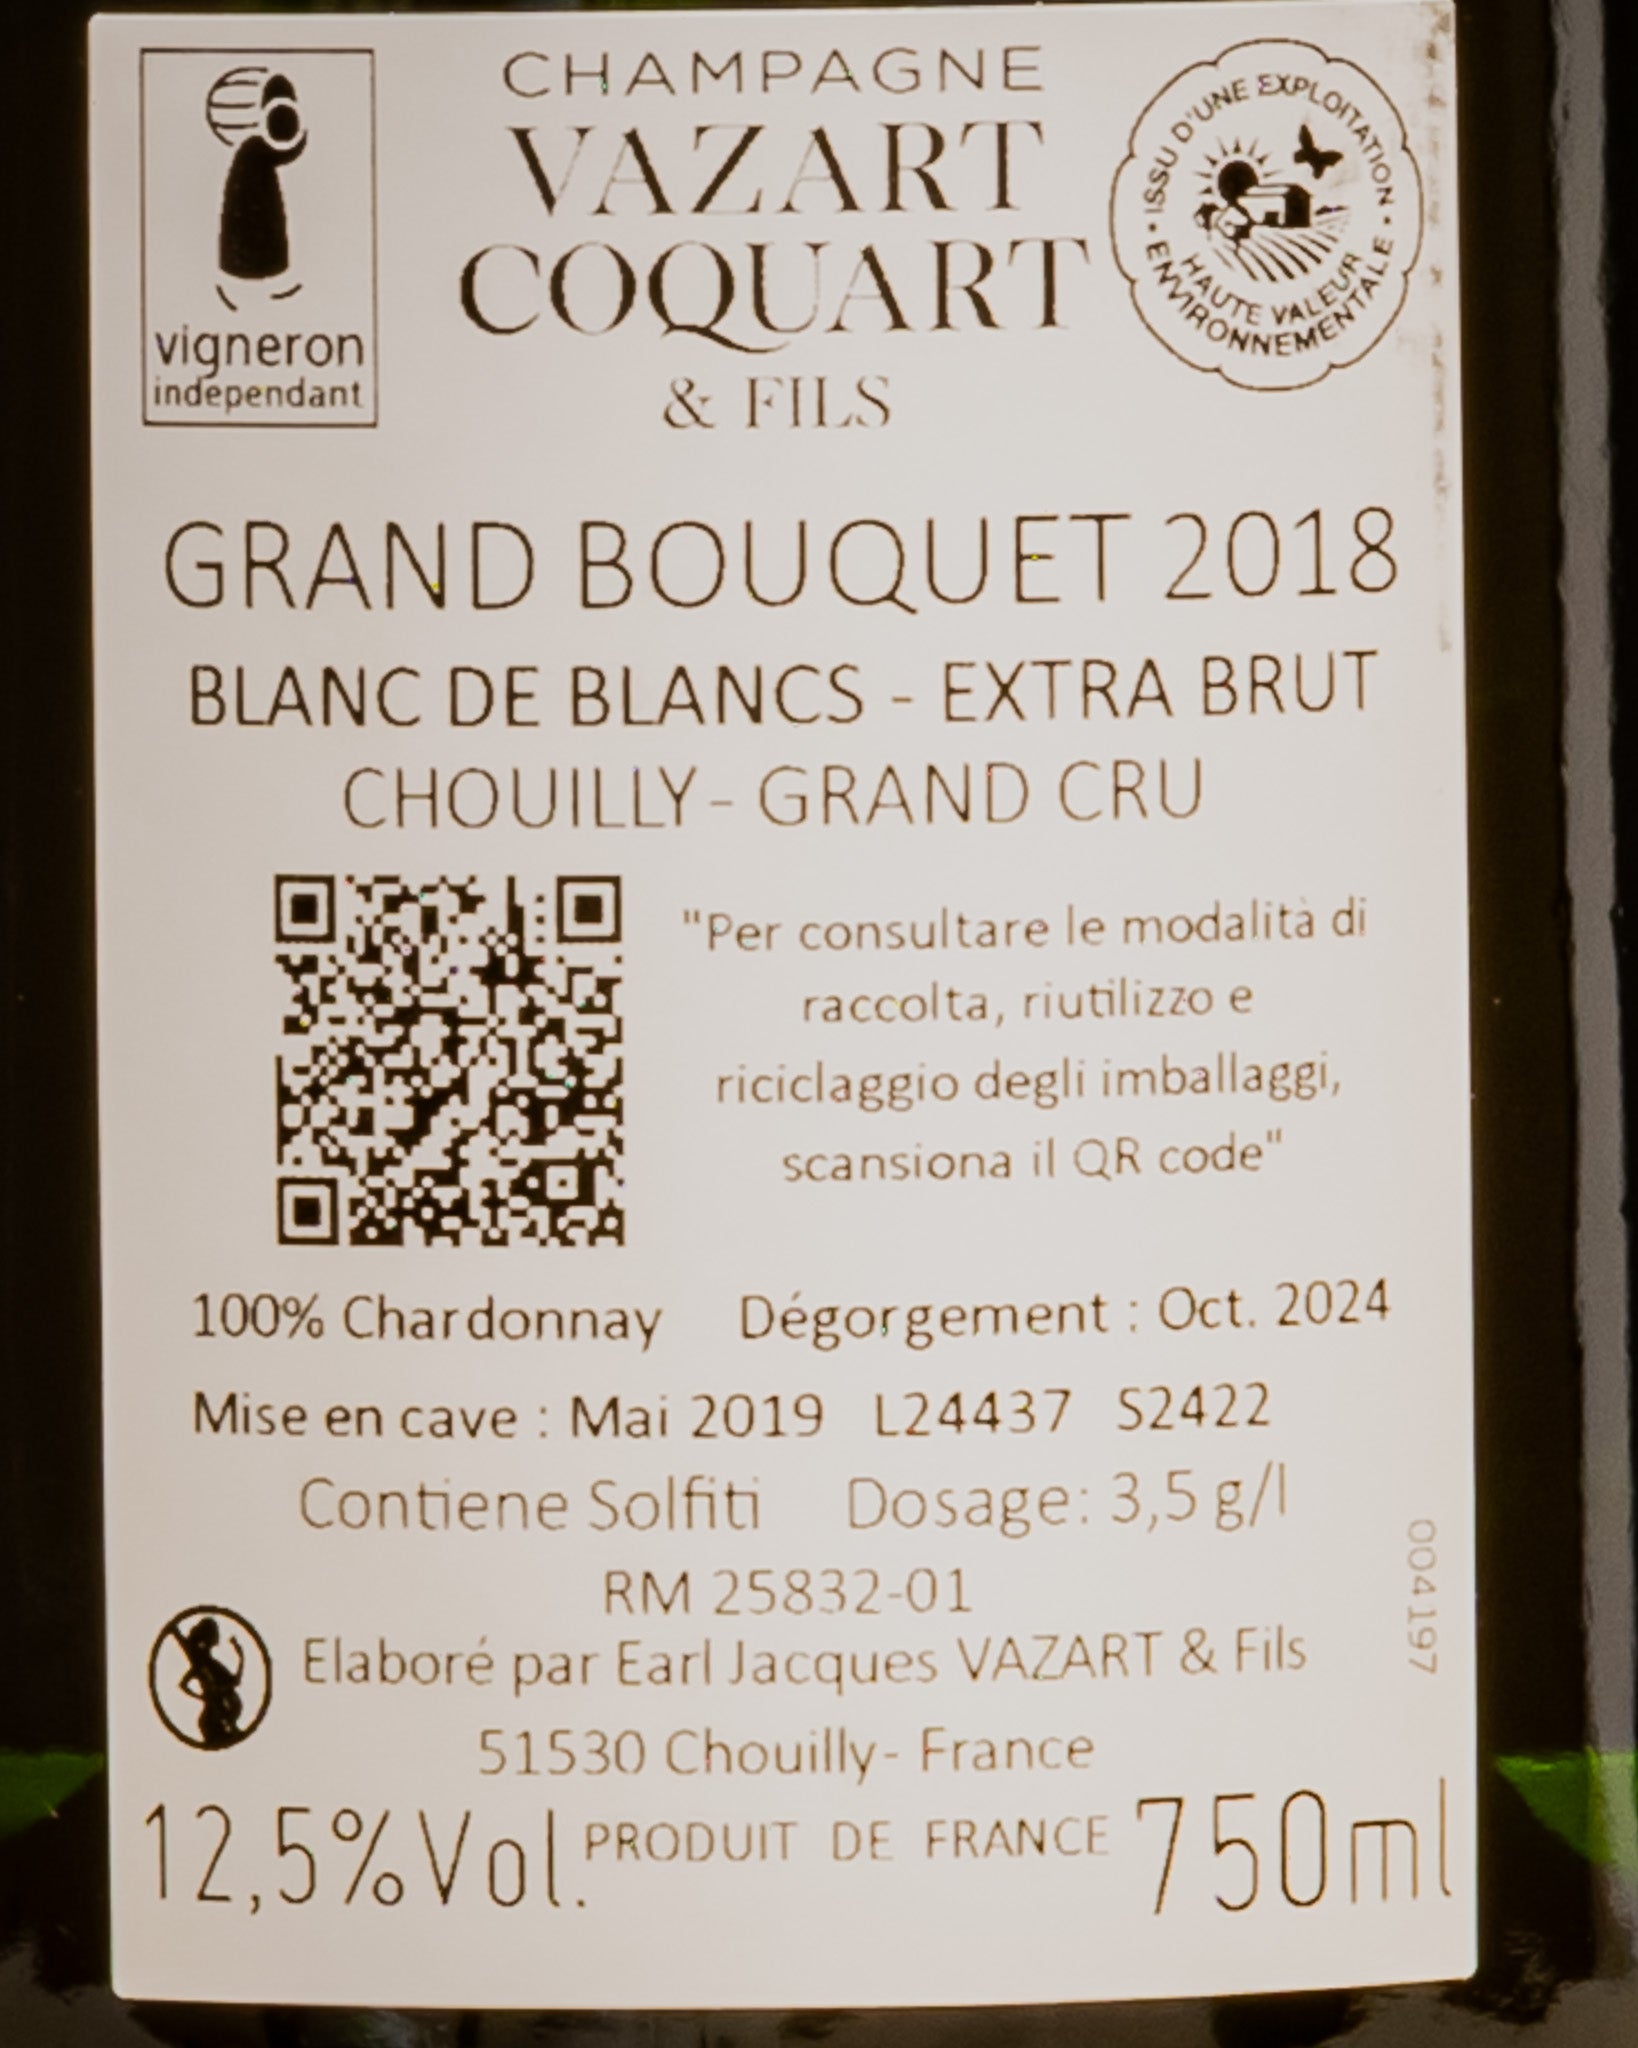 CHAMPAGNE
VAZART
COQUART
& FILS
vigneron
independant
• ISSU D'UNE EXPLOITATION •
HAUTE VALEUR
ENVIRONNEMENTALE
GRAND BOUQUET 2018
BLANC DE BLANCS - EXTRA BRUT
CHOUILLY- GRAND CRU
"Per consultare le modalità di
raccolta, riutilizzo e
riciclaggio degli imballaggi,
scansiona il QR code"
100% Chardonnay Dégorgement : Oct. 2024
Mise en cave : Mai 2019 L24437 S2422
Contiene Solfiti Dosage: 3,5 g/l
RM 25832-01
Elaboré par Earl Jacques VAZART & Fils
51530 Chouilly- France
12,5%Vol. PRODUIT DE FRANCE 750ml
004197